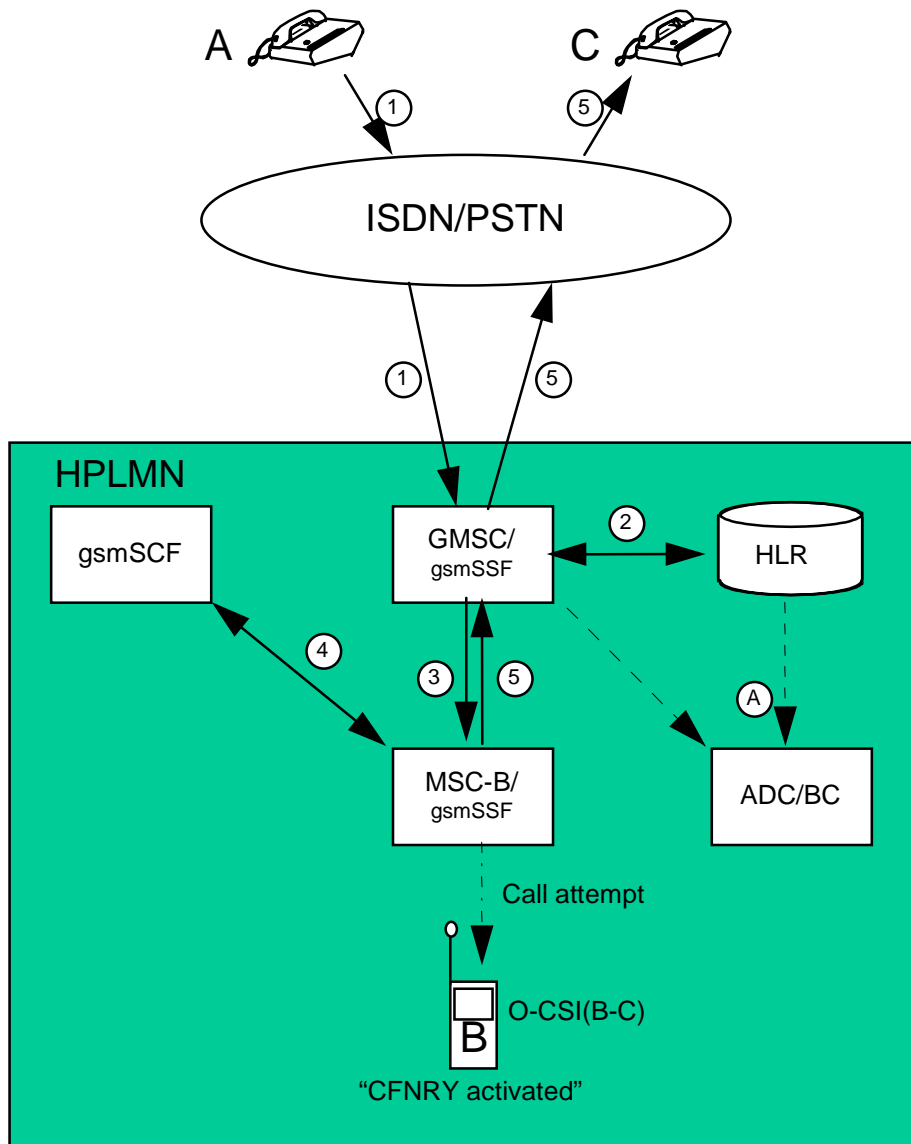 A
C
1
5
ISDN/PSTN
1
5
HPLMN
gsmSCF
GMSC/
gsmSSF
2
HLR
4
3
5
A
MSC-B/
gsmSSF
ADC/BC
Call attempt
O-CSI(B-C)
B
“CFNRY activated”